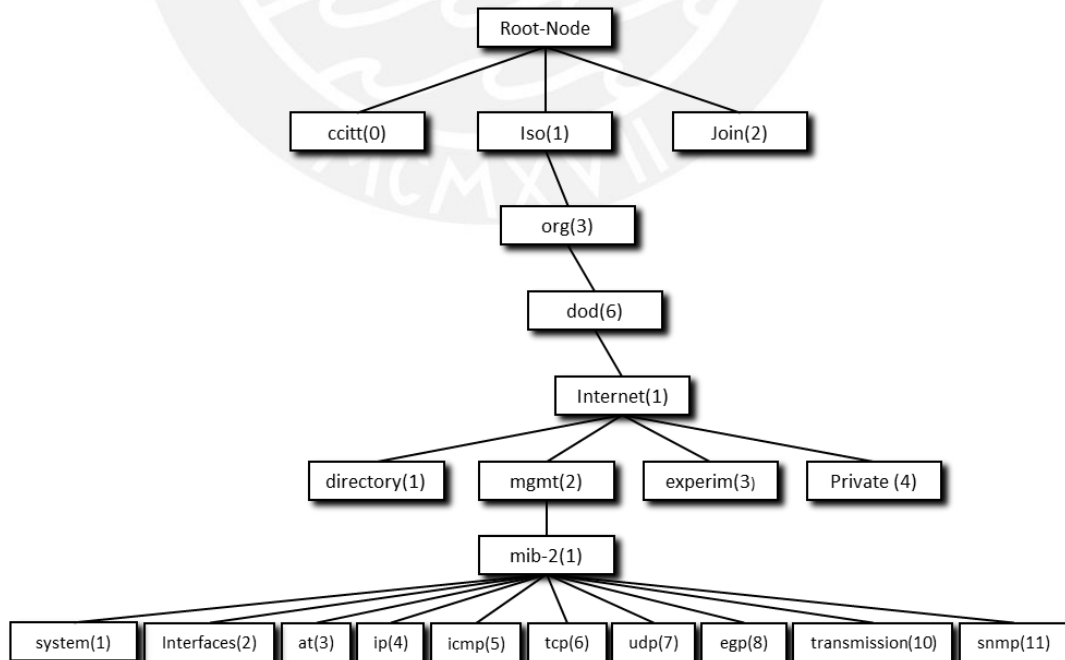 Root-Node
ccitt(0)
Iso(1)
Join(2)
MCMXVII
org(3)
dod(6)
Internet(1)
directory(1)
mgmt(2)
experim(3)
Private (4)
mib-2(1)
system(1)
Interfaces(2)
at(3)
ip(4)
icmp(5)
tcp(6)
udp(7)
egp(8)
transmission(10)
snmp(11)